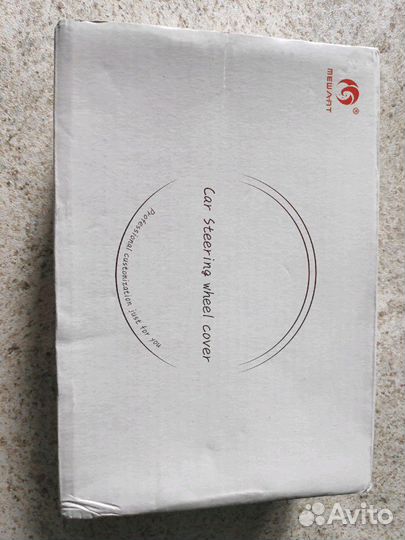 MEWANT
®
Car Steering wheel cover
Professional customization just for you
Avito